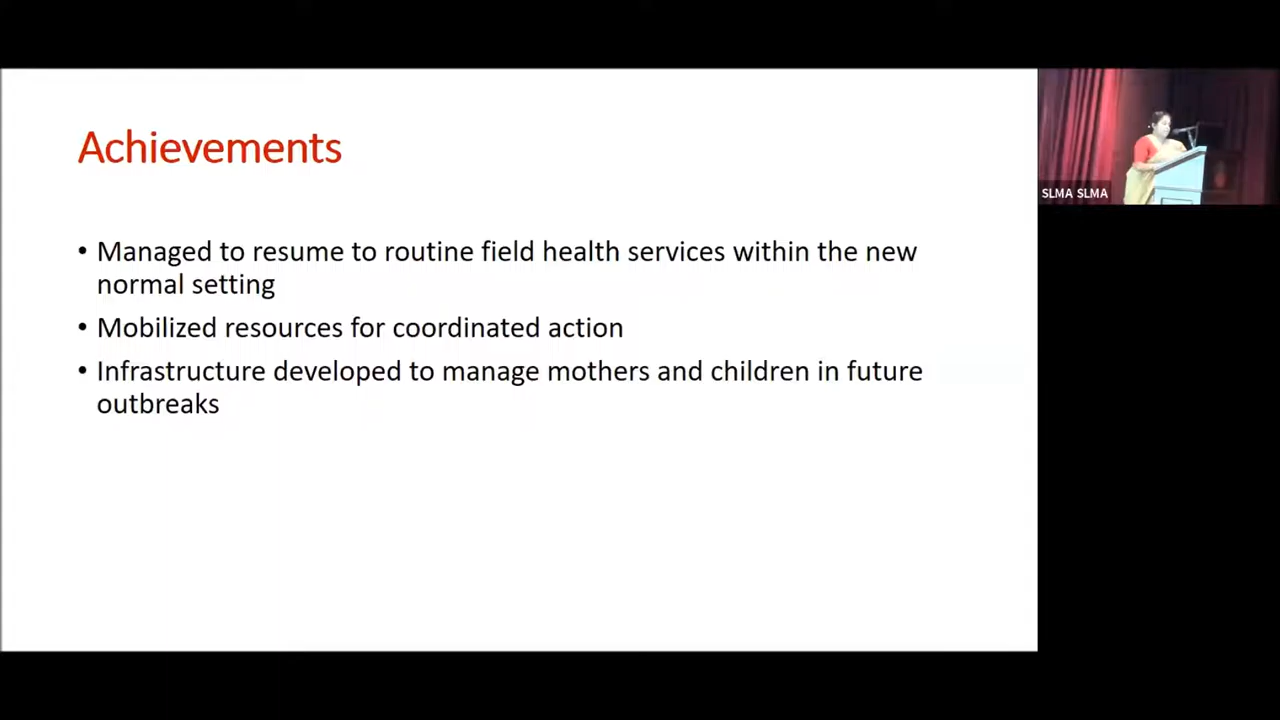 Achievements
• Managed to resume to routine field health services within the new
normal setting
• Mobilized resources for coordinated action
• Infrastructure developed to manage mothers and children in future
outbreaks
SLMA SLMA